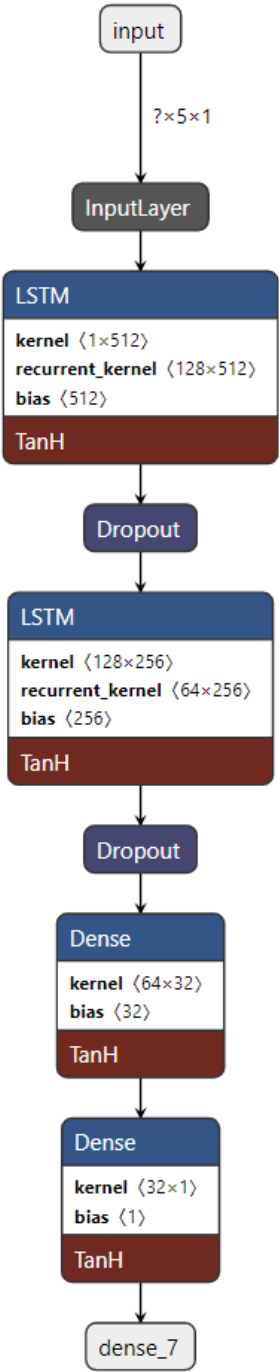 input
?×5×1
InputLayer
LSTM
kernel ⟨1×512⟩
recurrent_kernel ⟨128×512⟩
bias ⟨512⟩
TanH
Dropout
LSTM
kernel ⟨128×256⟩
recurrent_kernel ⟨64×256⟩
bias ⟨256⟩
TanH
Dropout
Dense
kernel ⟨64×32⟩
bias ⟨32⟩
TanH
Dense
kernel ⟨32×1⟩
bias ⟨1⟩
TanH
dense_7